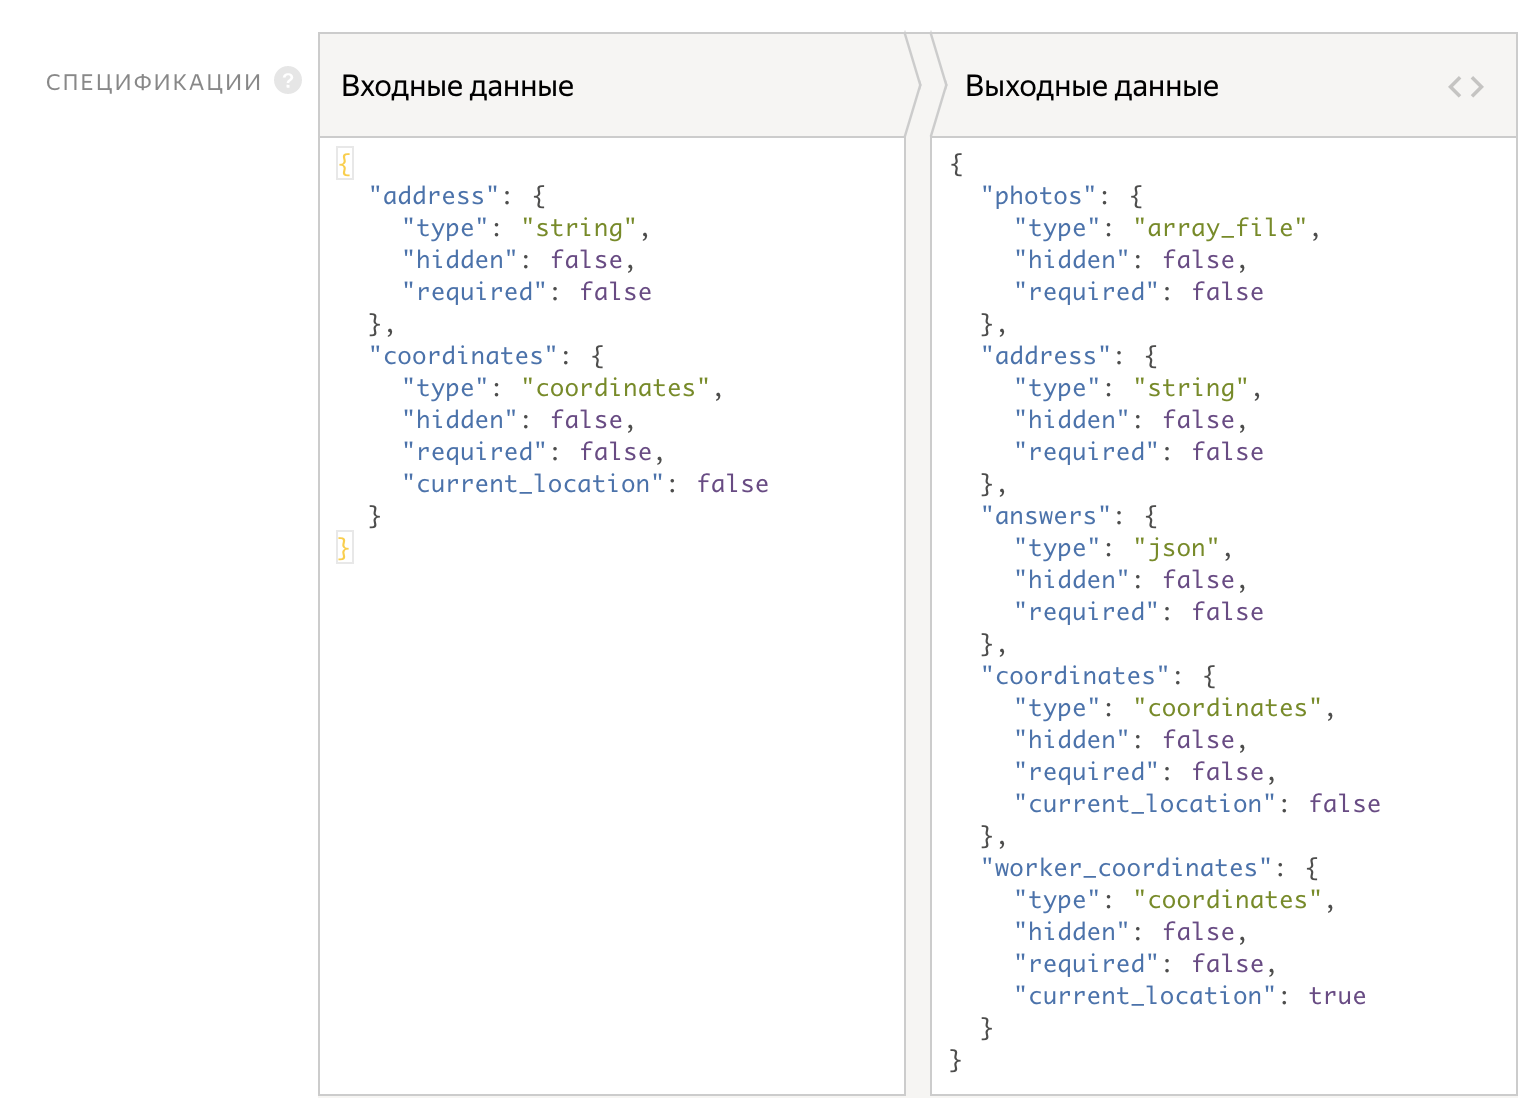 СПЕЦИФИКАЦИИ ?
Входные данные
{
  "address": {
    "type": "string",
    "hidden": false,
    "required": false
  },
  "coordinates": {
    "type": "coordinates",
    "hidden": false,
    "required": false,
    "current_location": false
  }
}
Выходные данные <>
{
  "photos": {
    "type": "array_file",
    "hidden": false,
    "required": false
  },
  "address": {
    "type": "string",
    "hidden": false,
    "required": false
  },
  "answers": {
    "type": "json",
    "hidden": false,
    "required": false
  },
  "coordinates": {
    "type": "coordinates",
    "hidden": false,
    "required": false,
    "current_location": false
  },
  "worker_coordinates": {
    "type": "coordinates",
    "hidden": false,
    "required": false,
    "current_location": true
  }
}